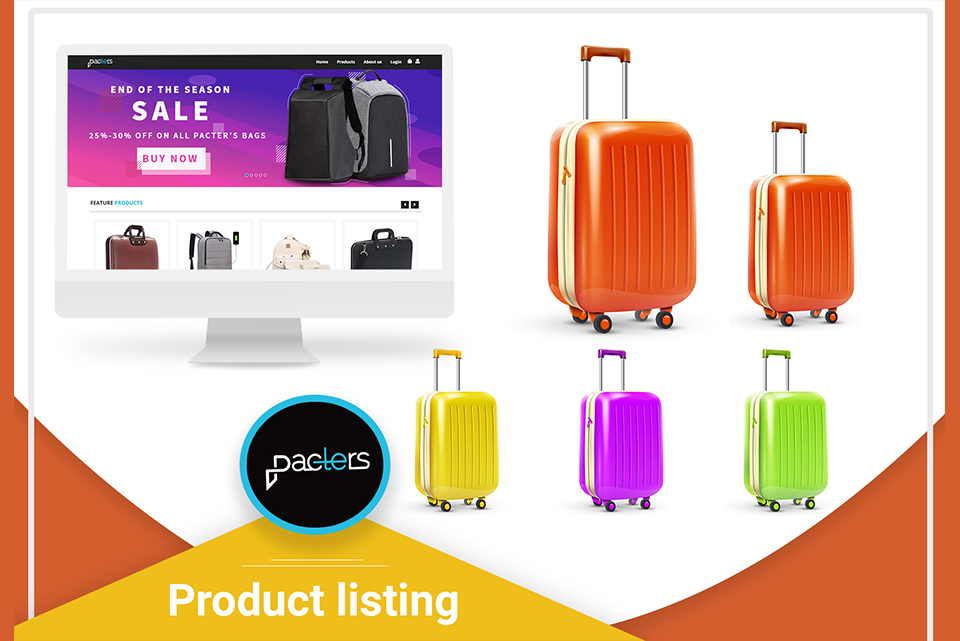 pacters
Home Products About us Login
END OF THE SEASON
SALE
25%-30% OFF ON ALL PACTER'S BAGS
BUY NOW
FEATURE PRODUCTS
pacters
Product listing